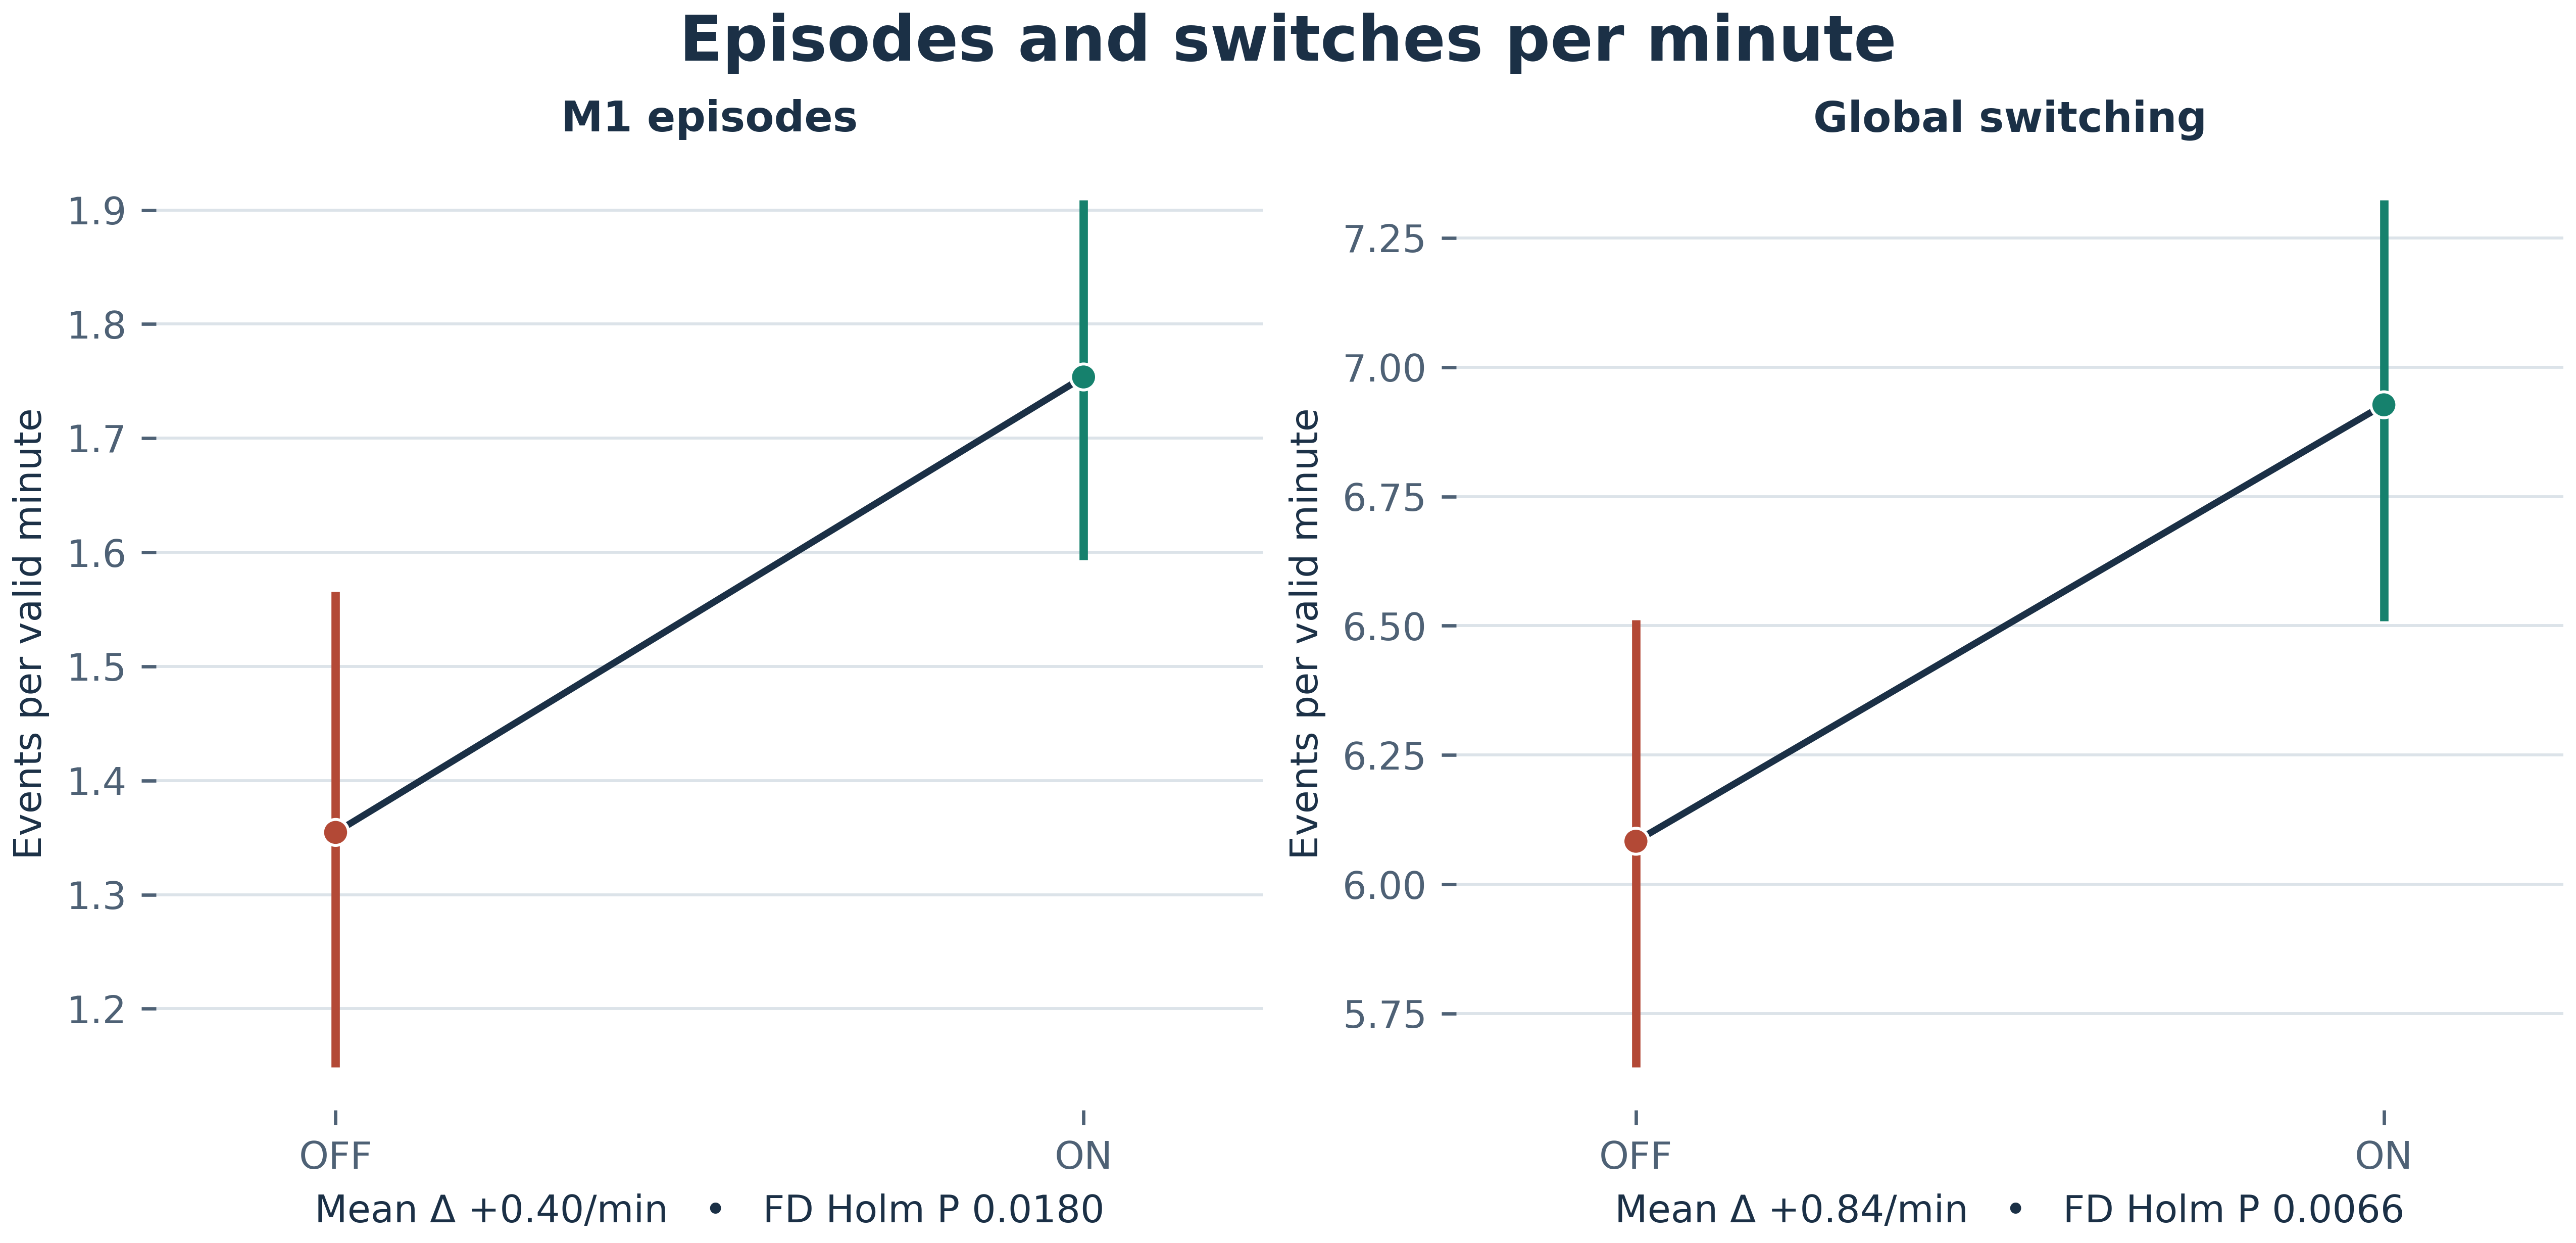 Episodes and switches per minute
M1 episodes
Events per valid minute
1.9
1.8
1.7
1.6
1.5
1.4
1.3
1.2
OFF
ON
Mean Δ +0.40/min • FD Holm P 0.0180
Global switching
Events per valid minute
7.25
7.00
6.75
6.50
6.25
6.00
5.75
OFF
ON
Mean Δ +0.84/min • FD Holm P 0.0066